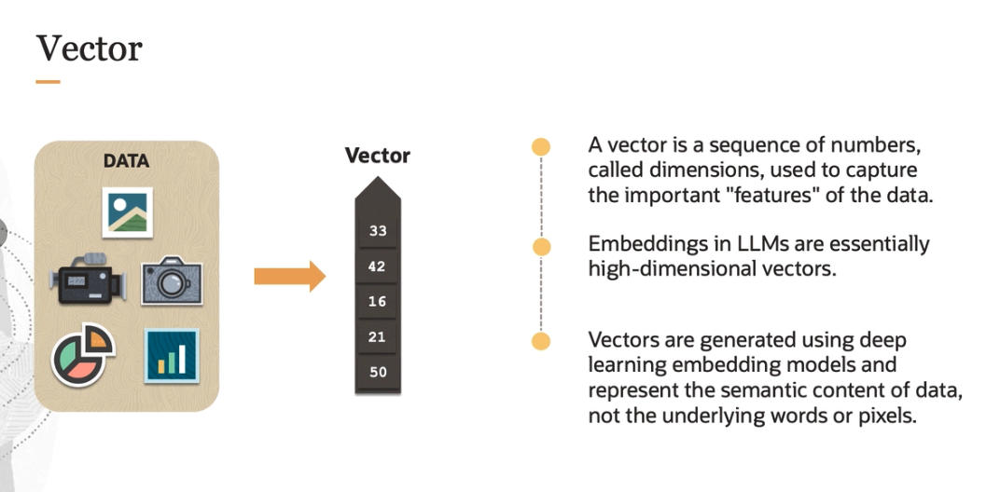 Vector
DATA
Vector
33
42
16
21
50
A vector is a sequence of numbers,
called dimensions, used to capture
the important "features" of the data.
Embeddings in LLMs are essentially
high-dimensional vectors.
Vectors are generated using deep
learning embedding models and
represent the semantic content of data,
not the underlying words or pixels.